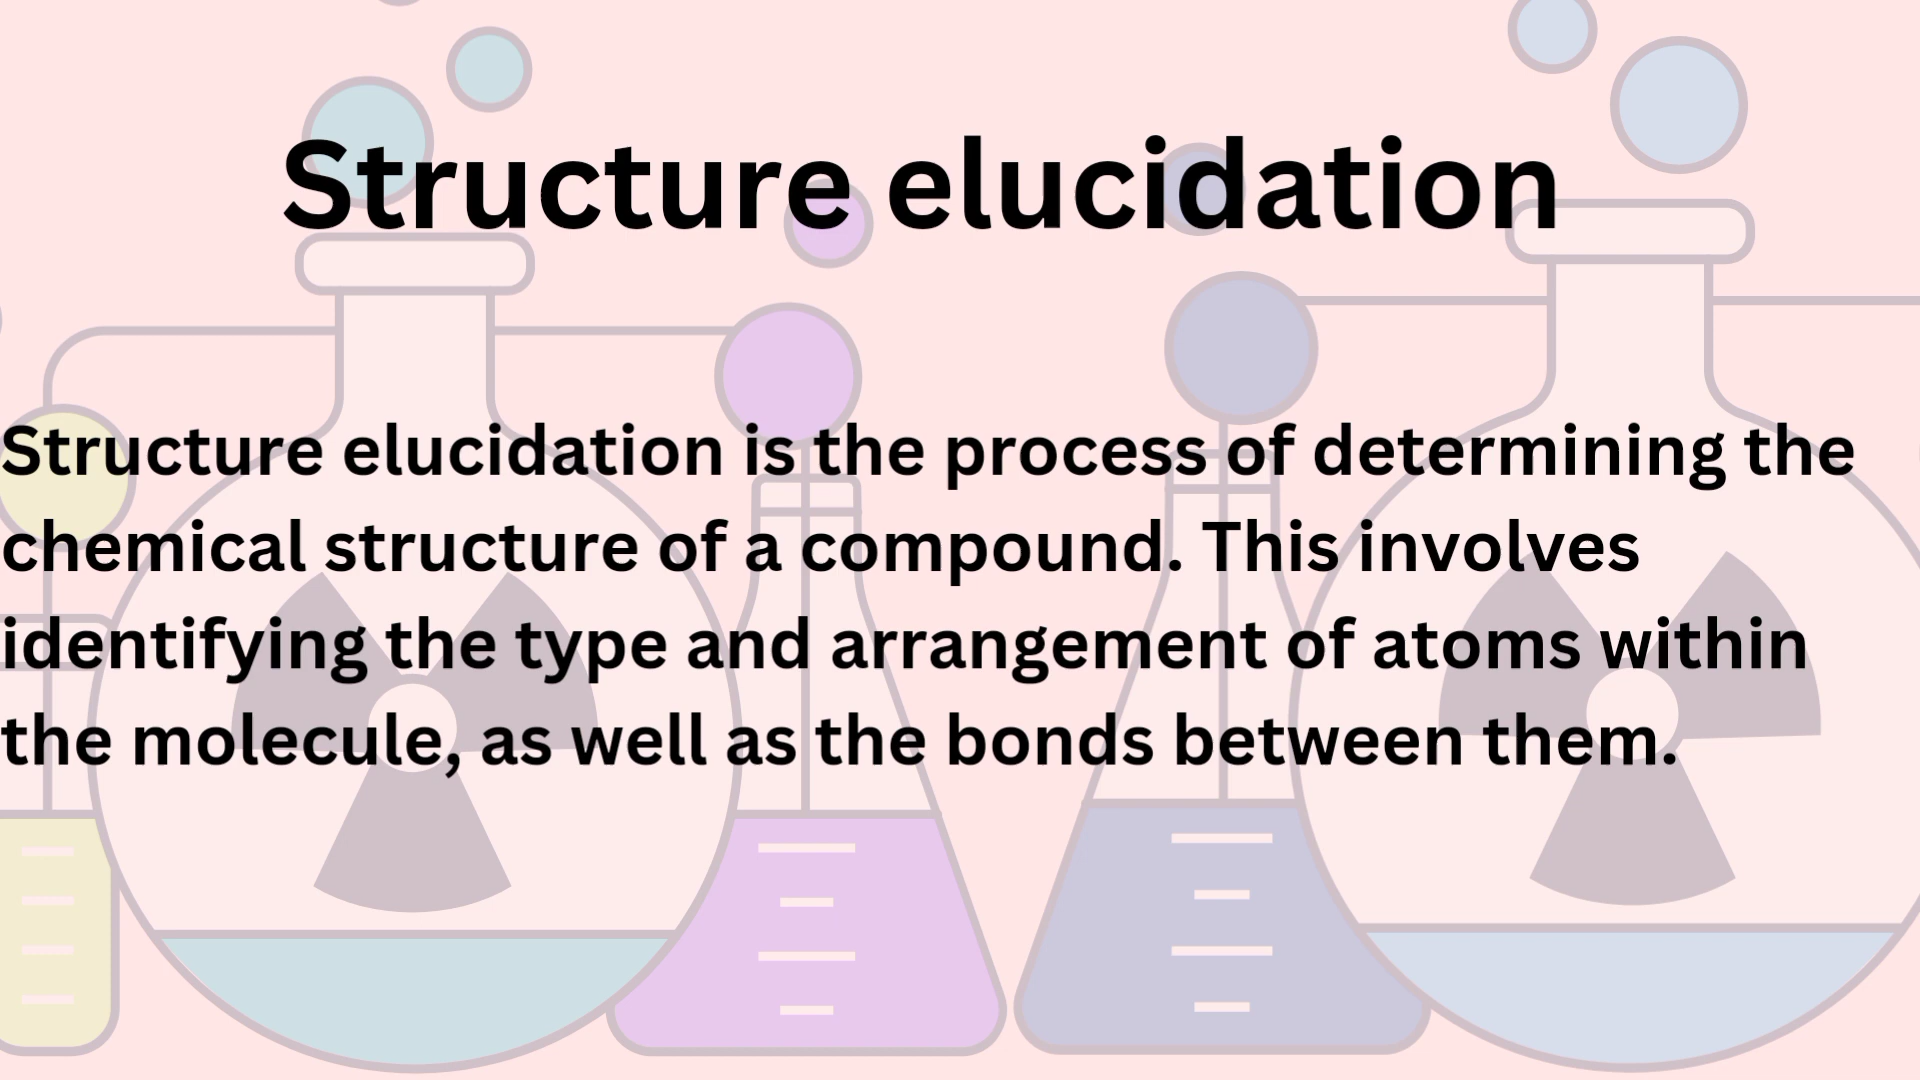 Structure elucidation
Structure elucidation is the process of determining the
chemical structure of a compound. This involves
identifying the type and arrangement of atoms within
the molecule, as well as the bonds between them.